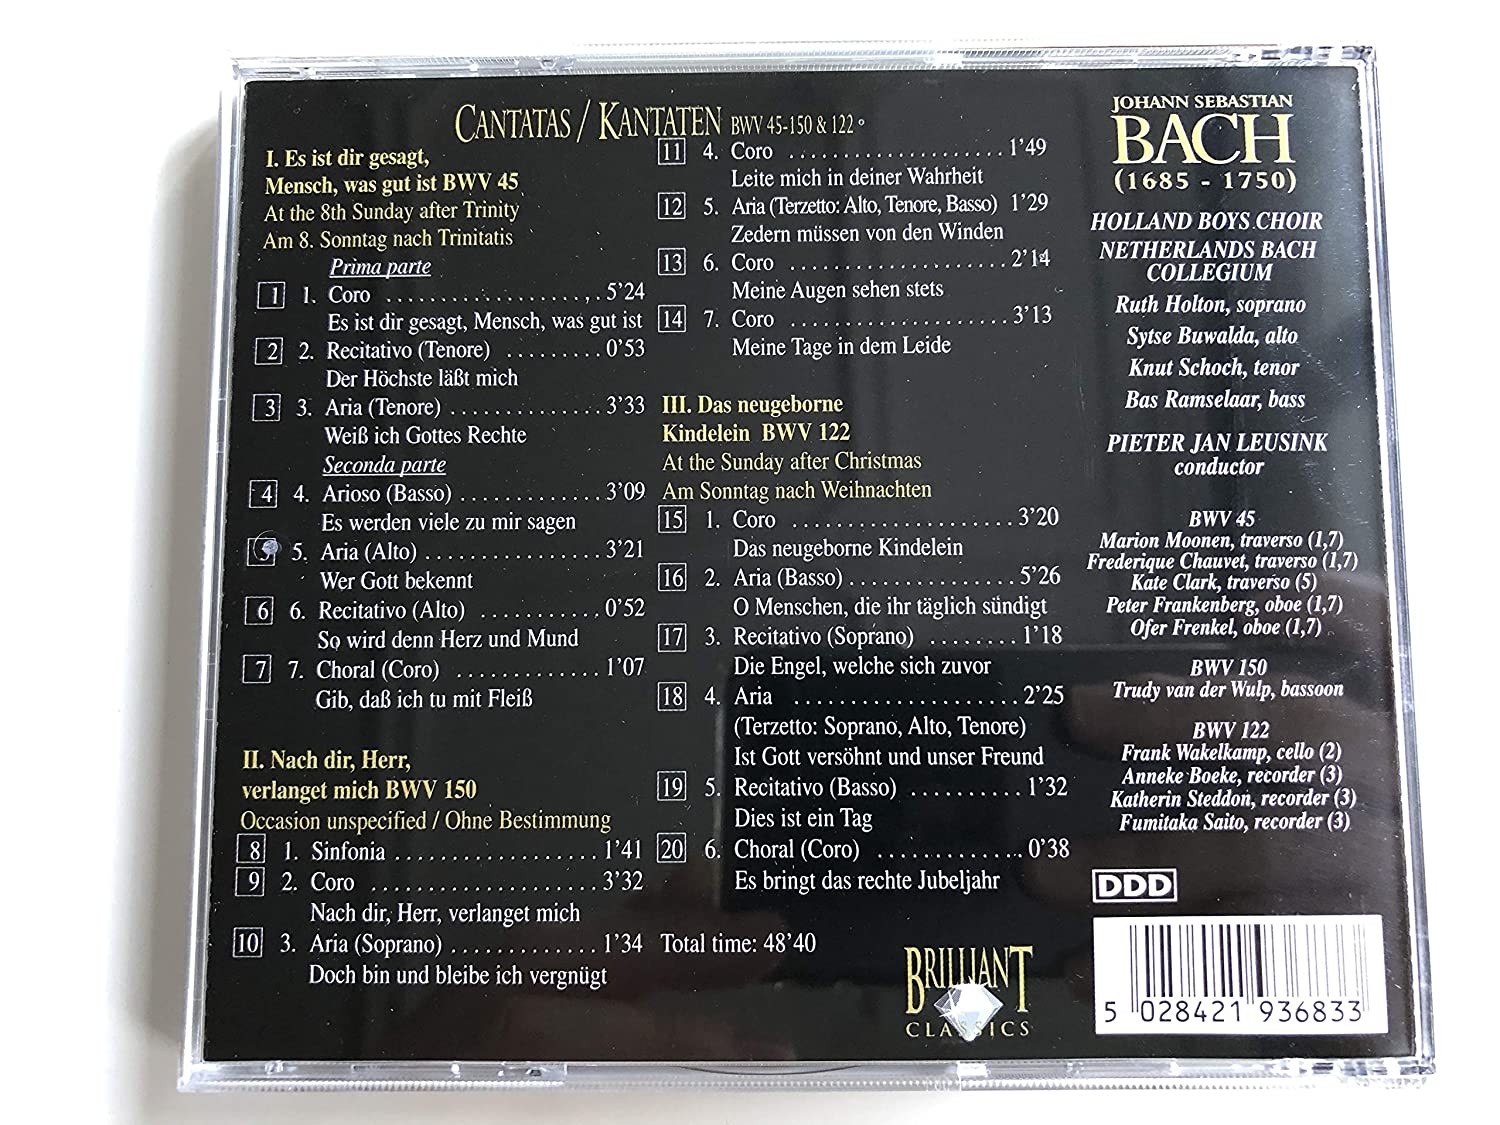 CANTATAS / KANTATEN BWV 45-150 & 122
I. Es ist dir gesagt,
Mensch, was gut ist BWV 45
At the 8th Sunday after Trinity
Am 8. Sonntag nach Trinitatis
Prima parte
1 1. Coro ........................ 5'24
Es ist dir gesagt, Mensch, was gut ist
2 2. Recitativo (Tenore) ......... 0'53
Der Höchste läßt mich
3 3. Aria (Tenore) ............... 3'33
Weiß ich Gottes Rechte
Seconda parte
4 4. Arioso (Basso) .............. 3'09
Es werden viele zu mir sagen
5 5. Aria (Alto) ................. 3'21
Wer Gott bekennt
6 6. Recitativo (Alto) ........... 0'52
So wird denn Herz und Mund
7 7. Choral (Coro) ............. 1'07
Gib, daß ich tu mit Fleiß
II. Nach dir, Herr,
verlanget mich BWV 150
Occasion unspecified / Ohne Bestimmung
8 1. Sinfonia ................... 1'41
9 2. Coro ..................... 3'32
Nach dir, Herr, verlanget mich
10 3. Aria (Soprano) ............. 1'34
Doch bin und bleibe ich vergnügt
11 4. Coro ..................... 1'49
Leite mich in deiner Wahrheit
12 5. Aria (Terzetto: Alto, Tenore, Basso) 1'29
Zedern müssen von den Winden
13 6. Coro ..................... 2'14
Meine Augen sehen stets
14 7. Coro ..................... 3'13
Meine Tage in dem Leide
III. Das neugeborne
Kindelein BWV 122
At the Sunday after Christmas
Am Sonntag nach Weihnachten
15 1. Coro ..................... 3'20
Das neugeborne Kindelein
16 2. Aria (Basso) ................ 5'26
O Menschen, die ihr täglich sündigt
17 3. Recitativo (Soprano) ........ 1'18
Die Engel, welche sich zuvor
18 4. Aria ..................... 2'25
(Terzetto: Soprano, Alto, Tenore)
Ist Gott versöhnt und unser Freund
19 5. Recitativo (Basso) .......... 1'32
Dies ist ein Tag
20 6. Choral (Coro) .............. 0'38
Es bringt das rechte Jubeljahr
Total time: 48'40
BRILLIANT
CLASSICS
JOHANN SEBASTIAN
BACH
(1685 - 1750)
HOLLAND BOYS CHOIR
NETHERLANDS BACH
COLLEGIUM
Ruth Holton, soprano
Sytse Buwalda, alto
Knut Schoch, tenor
Bas Ramselaar, bass
PIETER JAN LEUSINK
conductor
BWV 45
Marion Moonen, traverso (1,7)
Frederique Chauvet, traverso (1,7)
Kate Clark, traverso (5)
Peter Frankenberg, oboe (1,7)
Ofer Frenkel, oboe (1,7)
BWV 150
Trudy van der Wulp, bassoon
BWV 122
Frank Wakelkamp, cello (2)
Anneke Boeke, recorder (3)
Katherin Steddon, recorder (3)
Fumitaka Saito, recorder (3)
DDD
5 028421 936833